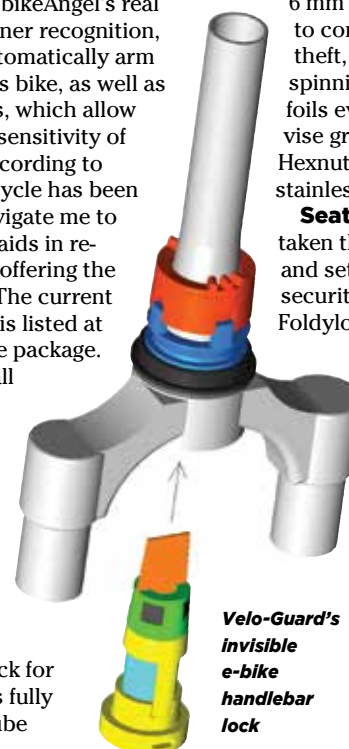 bikeAngel's real
ner recognition,
tomatically arm
s bike, as well as
s, which allow
sensitivity of
cording to
ycle has been
vigate me to
aids in re-
offering the
The current
is listed at
e package.
ll
ck for
s fully
ube
6 mm
to con
theft,
spinni
foils ev
vise gr
Hexnut
stainles
Seat
taken th
and set
securit
Foldylo
Velo-Guard's
invisible
e-bike
handlebar
lock